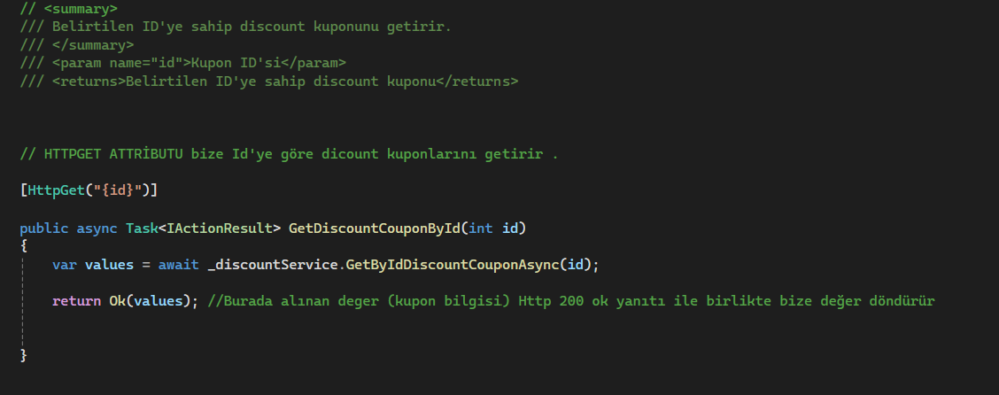 // <summary>
/// Belirtilen ID'ye sahip discount kuponunu getirir.
/// </summary>
/// <param name="id">Kupon ID'si</param>
/// <returns>Belirtilen ID'ye sahip discount kuponu</returns>
// HTTPGET ATTRİBUTU bize Id'ye göre dicount kuponlarını getirir .
[HttpGet("{id}")]
public async Task<IActionResult> GetDiscountCouponById(int id)
{
var values = await _discountService.GetByIdDiscountCouponAsync(id);
return Ok(values); //Burada alınan deger (kupon bilgisi) Http 200 ok yanıtı ile birlikte bize değer döndürür
}